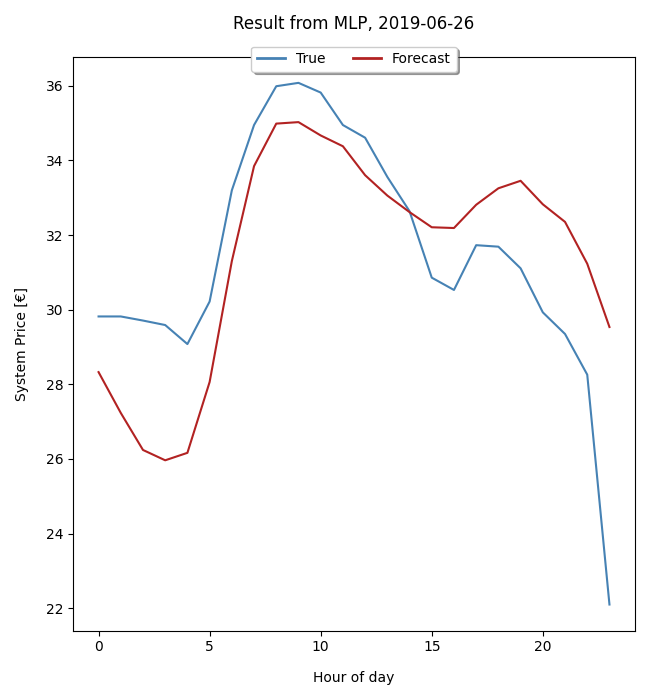 Result from MLP, 2019-06-26
True Forecast
36
34
32
30
28
26
24
22
System Price [€]
0 5 10 15 20
Hour of day